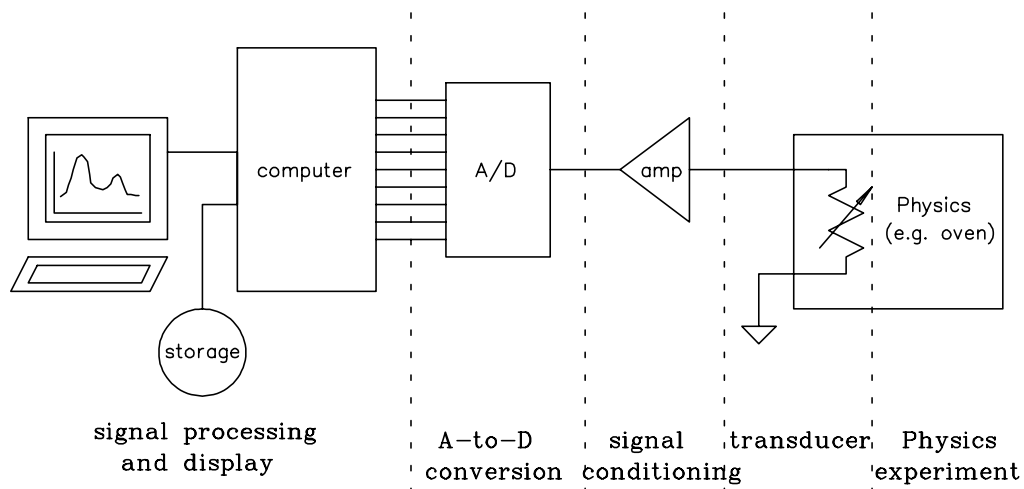 computer
A/D
amp
Physics
(e.g. oven)
storage
signal processing
and display
A-to-D
conversion
signal
conditioning
transducer
Physics
experiment